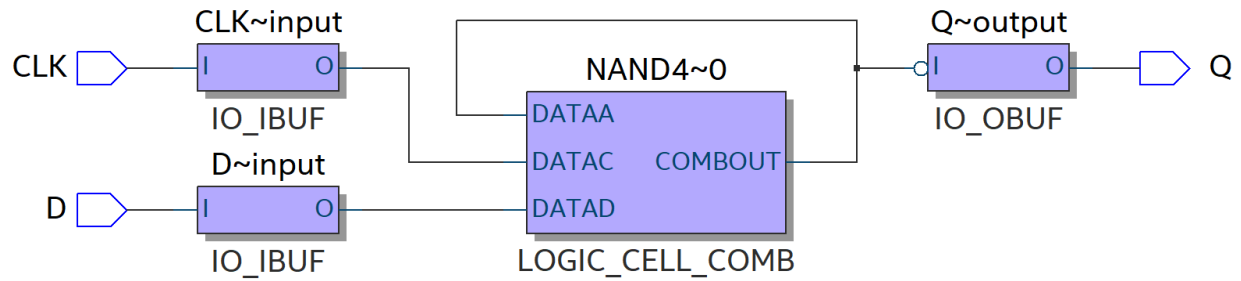 CLK~input
Q~output
CLK
I
O
NAND4~0
I
O
Q
IO_IBUF
DATAA
IO_OBUF
D~input
DATAC
COMBOUT
D
I
O
DATAD
IO_IBUF
LOGIC_CELL_COMB